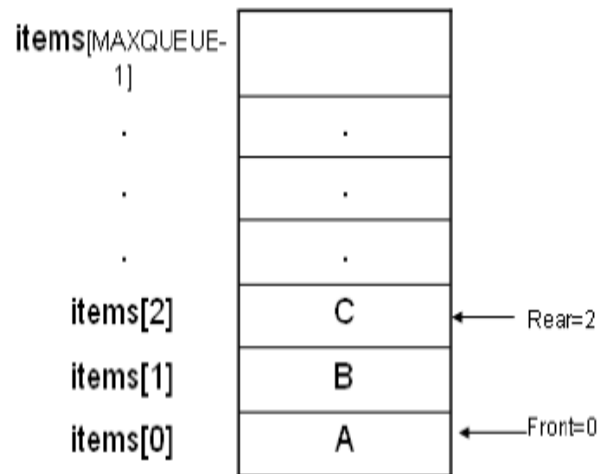 items[MAXQUEUE-
1]
. .
. .
. .
items[2] C Rear=2
items[1] B
items[0] A Front=0